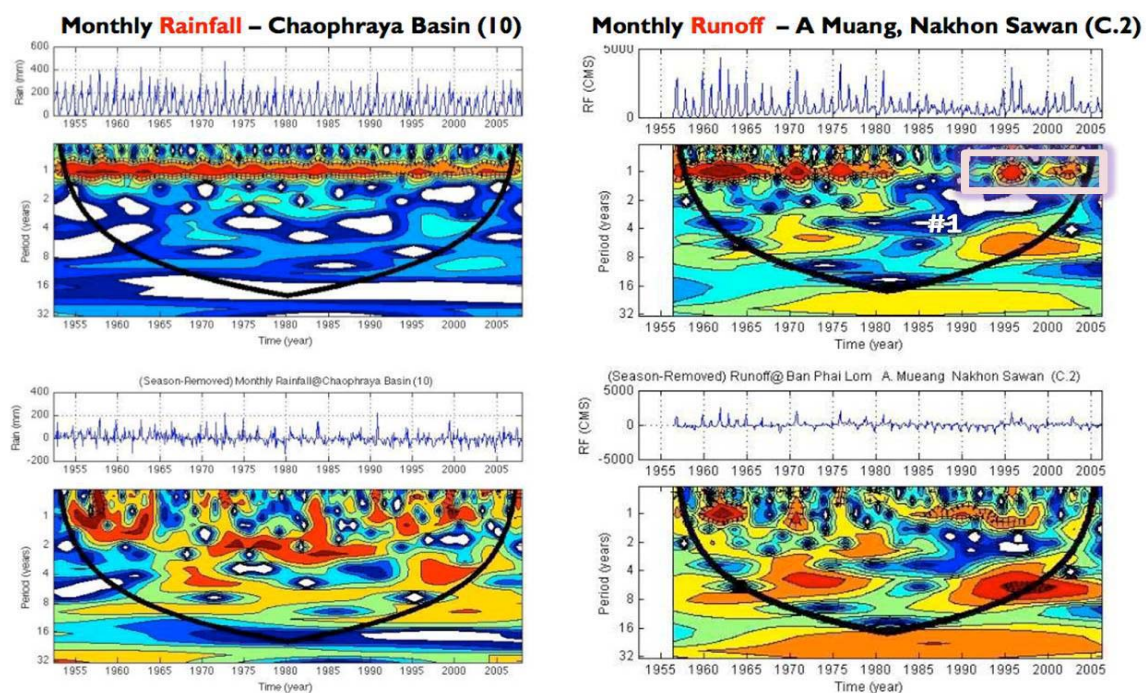 Monthly Rainfall – Chaophraya Basin (10)
600
400
200
0
Rain (mm)
1955 1960 1965 1970 1975 1980 1985 1990 1995 2000 2005
1
2
4
8
16
32
Period (years)
1955 1960 1965 1970 1975 1980 1985 1990 1995 2000 2005
Time (year)
Monthly Runoff – A Muang, Nakhon Sawan (C.2)
5000
0
RF (CMS)
1955 1960 1965 1970 1975 1980 1985 1990 1995 2000 2005
1
2
4
8
16
32
Period (years)
#1
1955 1960 1965 1970 1975 1980 1985 1990 1995 2000 2005
Time (year)
(Season-Removed) Monthly Rainfall@Chaophraya Basin (10)
400
200
0
-200
Rain (mm)
1955 1960 1965 1970 1975 1980 1985 1990 1995 2000 2005
1
2
4
8
16
32
Period (years)
1955 1960 1965 1970 1975 1980 1985 1990 1995 2000 2005
Time (year)
(Season-Removed) Runoff@ Ban Phai Lom A. Mueang Nakhon Sawan (C.2)
5000
0
-5000
RF (CMS)
1955 1960 1965 1970 1975 1980 1985 1990 1995 2000 2005
1
2
4
8
16
32
Period (years)
1955 1960 1965 1970 1975 1980 1985 1990 1995 2000 2005
Time (year)